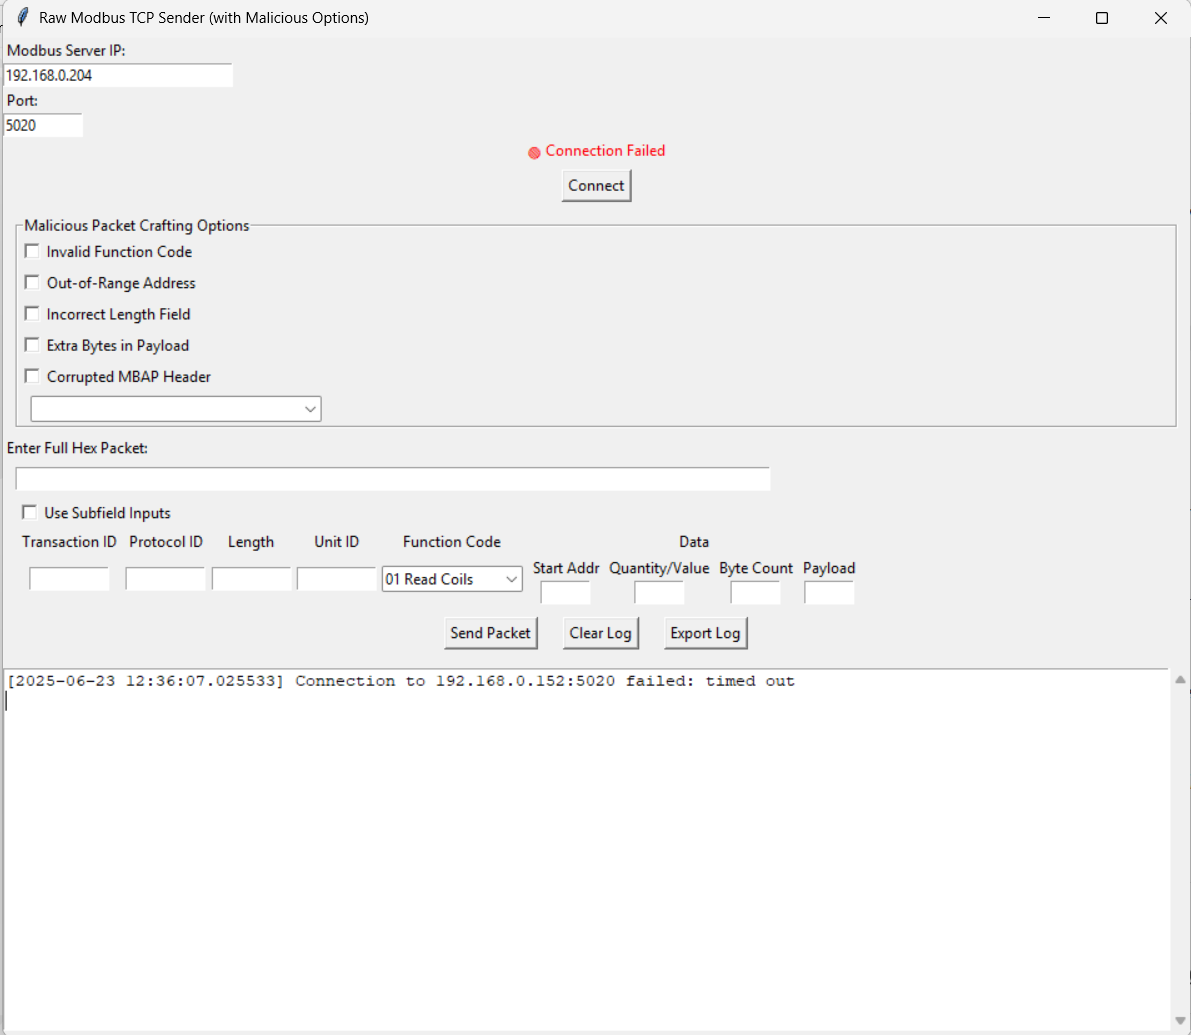 Raw Modbus TCP Sender (with Malicious Options)
Modbus Server IP:
192.168.0.204
Port:
5020
Connection Failed
Connect
Malicious Packet Crafting Options
Invalid Function Code
Out-of-Range Address
Incorrect Length Field
Extra Bytes in Payload
Corrupted MBAP Header
Enter Full Hex Packet:
Use Subfield Inputs
Transaction ID Protocol ID Length Unit ID Function Code Data
01 Read Coils Start Addr Quantity/Value Byte Count Payload
Send Packet Clear Log Export Log
[2025-06-23 12:36:07.025533] Connection to 192.168.0.152:5020 failed: timed out